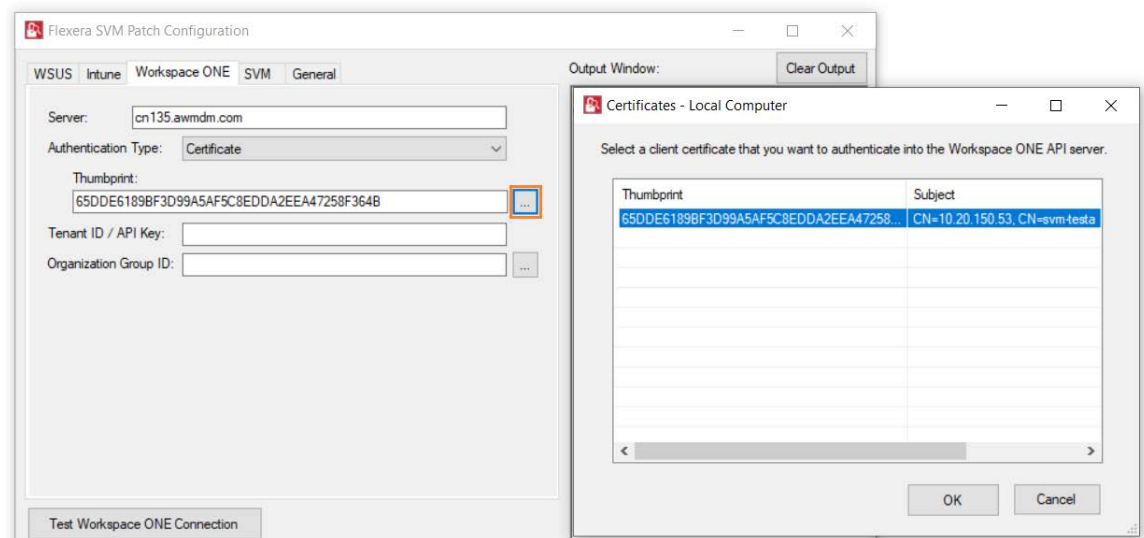 Flexera SVM Patch Configuration
WSUS Intune Workspace ONE SVM General
Output Window: Clear Output
Server: cn135.awmdm.com
Authentication Type: Certificate
Thumbprint:
65DDE6189BF3D99A5AF5C8EDDA2EEA47258F364B ...
Tenant ID / API Key:
Organization Group ID: ...
Test Workspace ONE Connection
Certificates - Local Computer
Select a client certificate that you want to authenticate into the Workspace ONE API server.
Thumbprint Subject
65DDE6189BF3D99A5AF5C8EDDA2EEA47258... CN=10.20.150.53, CN=svm-testa
OK Cancel